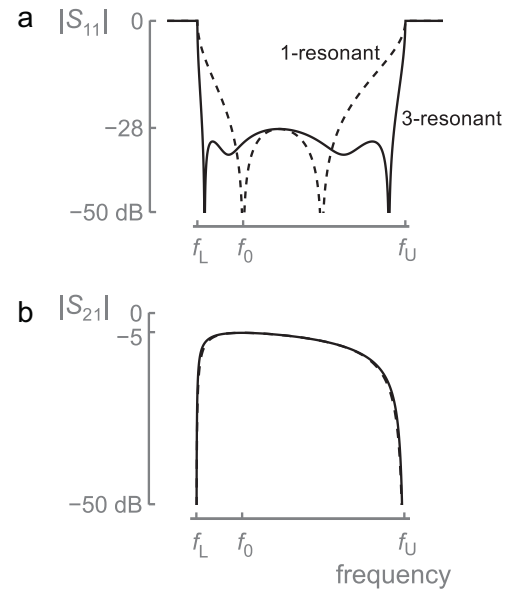 a |S11| 0
1-resonant
3-resonant
−28
−50 dB
fL f0 fU
b |S21| 0
−5
−50 dB
fL f0 fU
frequency